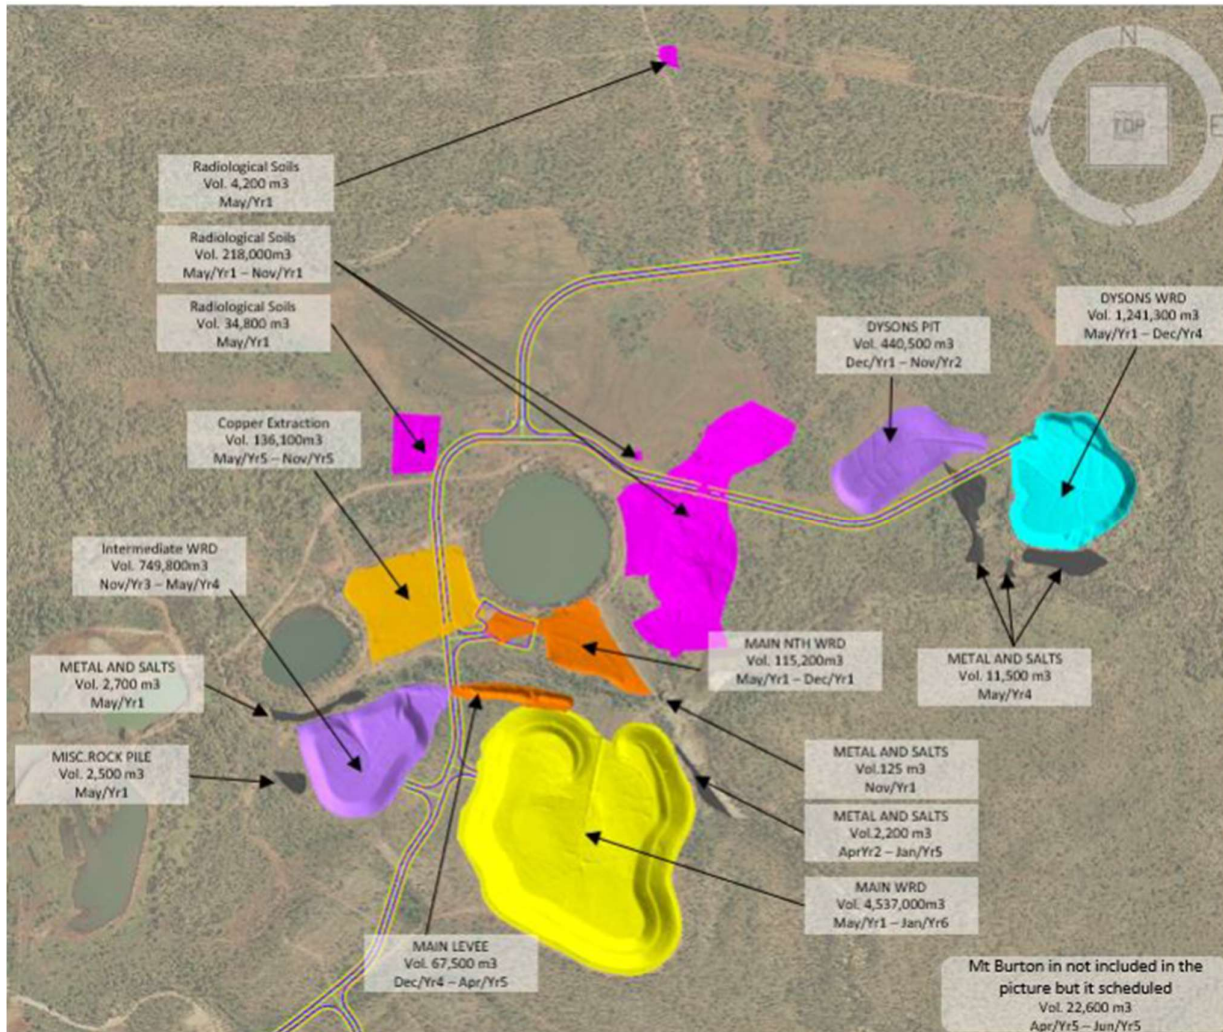 N
W
TOP
E
S
Radiological Soils
Vol. 4,200 m3
May/Yr1
Radiological Soils
Vol. 218,000m3
May/Yr1 – Nov/Yr1
Radiological Soils
Vol. 34,800 m3
May/Yr1
DYSONS WRD
Vol. 1,241,300 m3
May/Yr1 – Dec/Yr4
DYSONS PIT
Vol. 440,500 m3
Dec/Yr1 – Nov/Yr2
Copper Extraction
Vol. 136,100m3
May/Yr5 – Nov/Yr5
Intermediate WRD
Vol. 749,800m3
Nov/Yr3 – May/Yr4
METAL AND SALTS
Vol. 2,700 m3
May/Yr1
MISC.ROCK PILE
Vol. 2,500 m3
May/Yr1
MAIN NTH WRD
Vol. 115,200m3
May/Yr1 – Dec/Yr1
METAL AND SALTS
Vol. 11,500 m3
May/Yr4
METAL AND SALTS
Vol.125 m3
Nov/Yr1
METAL AND SALTS
Vol.2,200 m3
AprYr2 – Jan/Yr5
MAIN WRD
Vol. 4,537,000m3
May/Yr1 – Jan/Yr6
MAIN LEVEE
Vol. 67,500 m3
Dec/Yr4 – Apr/Yr5
Mt Burton in not included in the
picture but it scheduled
Vol. 22,600 m3
Apr/Yr5 – Jun/Yr5